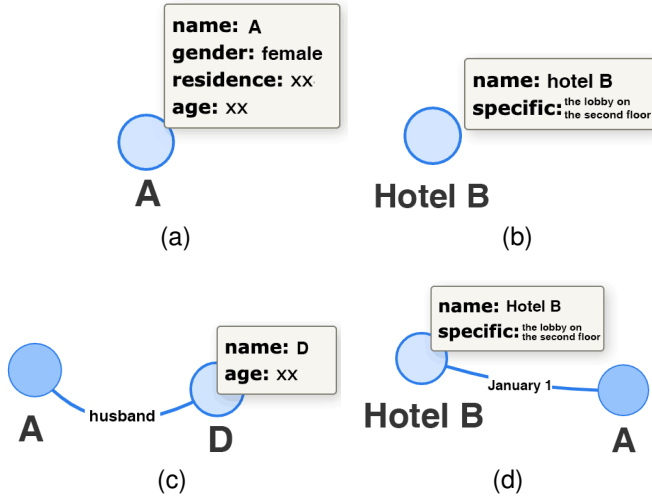 name: A
gender: female
residence: xx
age: xx
A
(a)
name: hotel B
specific: the lobby on
the second floor
Hotel B
(b)
name: D
age: xx
husband
A
D
(c)
name: Hotel B
specific: the lobby on
the second floor
January 1
Hotel B
A
(d)